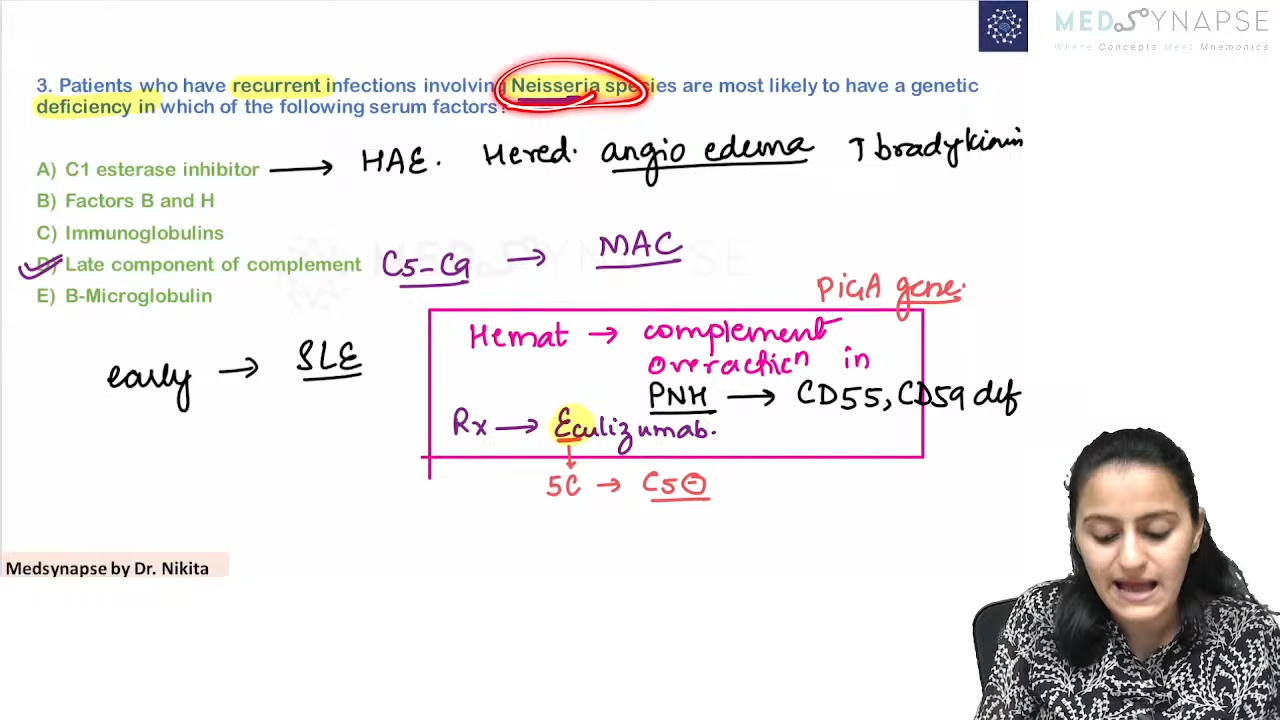 MEDSYNAPSE
Where Concepts Meet Mnemonics
3. Patients who have recurrent infections involving Neisseria species are most likely to have a genetic
deficiency in which of the following serum factors?
A) C1 esterase inhibitor → HAE. Hered. angio edema ↑ bradykinin
B) Factors B and H
C) Immunoglobulins
D) Late component of complement C5-C9 → MAC
E) B-Microglobulin
PIGA gene.
early → SLE
Hemat → complement
overacticn in
PNH → CD55, CD59 def
Rx → Eculizumab.
5C → C5⊖
Medsynapse by Dr. Nikita